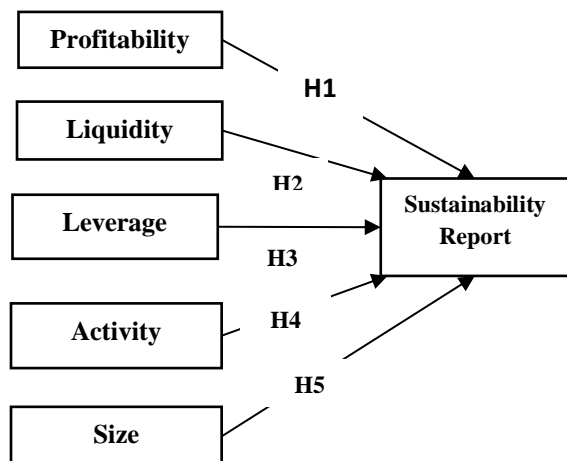 Profitability
H1
Liquidity
H2
Sustainability
Report
Leverage
H3
Activity
H4
H5
Size